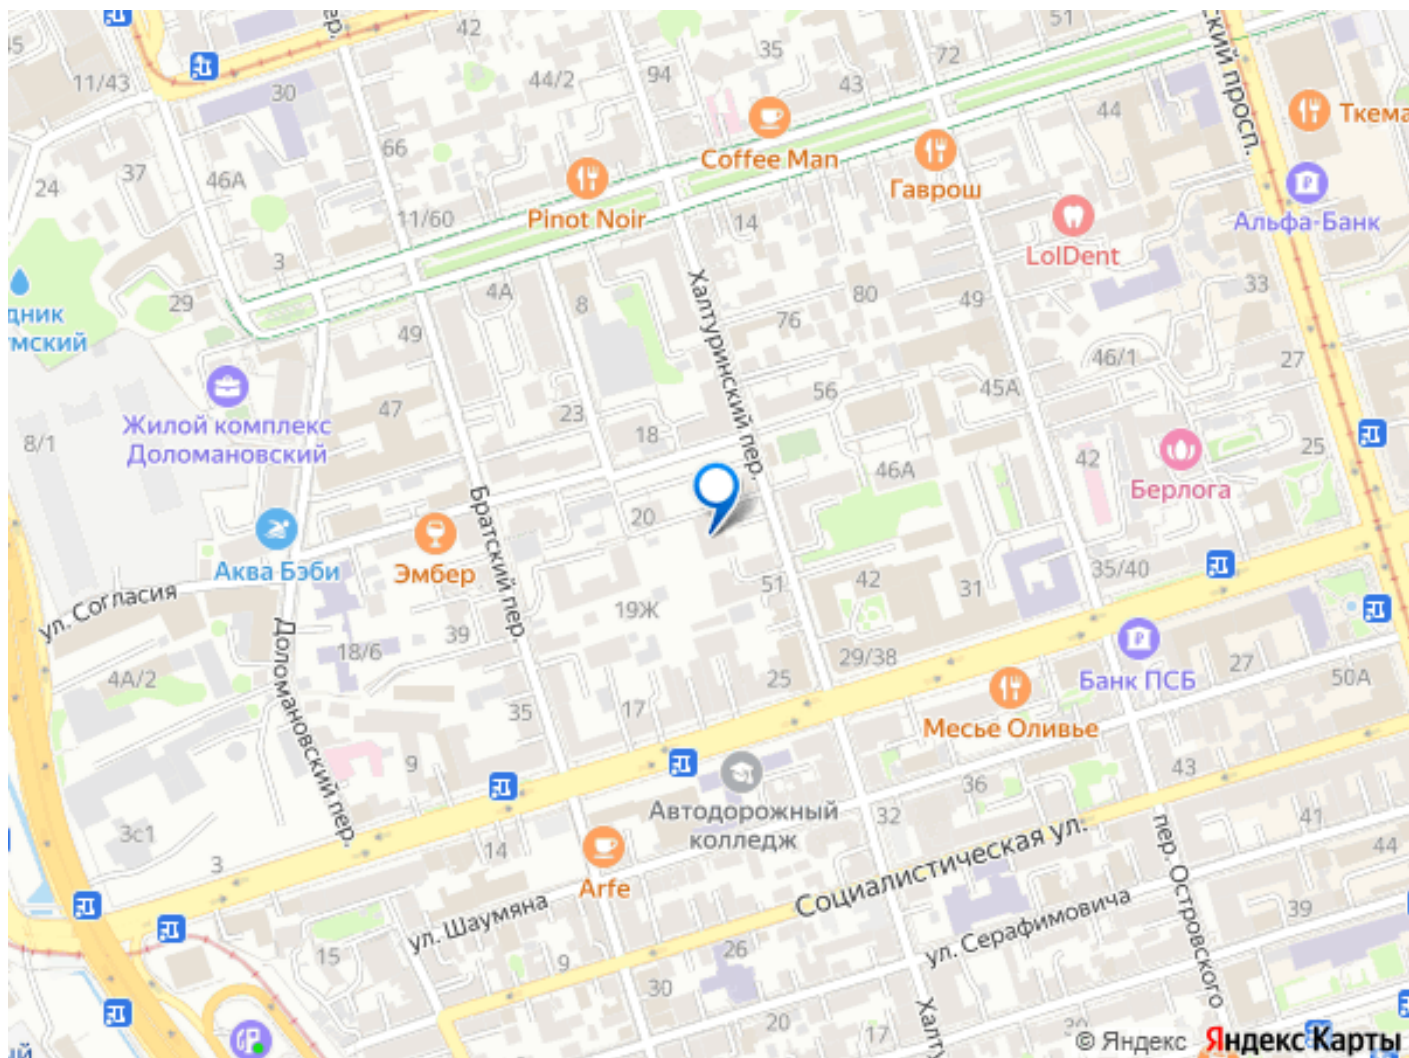 45
11/43
30
42
44/2
94
35
43
72
51
44
Ткема
ский просп.
ер.
37
24
46А
66
11/60
3
29
Coffee Man
Pinot Noir
Гаврош
14
LolDent
Альфа-Банк
33
дник
мский
49
4А
8
Халтуринский пер.
76
80
49
46/1
27
Жилой комплекс
Доломановский
47
23
18
56
45А
8/1
46А
42
Берлога
25
Братский пер.
20
Аква Бэби
Эмбер
ул. Согласия
51
42
31
35/40
19Ж
39
18/6
4А/2
Доломановский пер.
29/38
25
Банк ПСБ
27
50А
35
17
Месье Оливье
9
Автодорожный
колледж
36
43
32
41
3с1
3
14
Arfe
Социалистическая ул.
пер. Островского
44
ул. Шаумяна
26
ул. Серафимовича
39
15
9
30
Халту
20
17
30
ый
© Яндекс Яндекс Карты